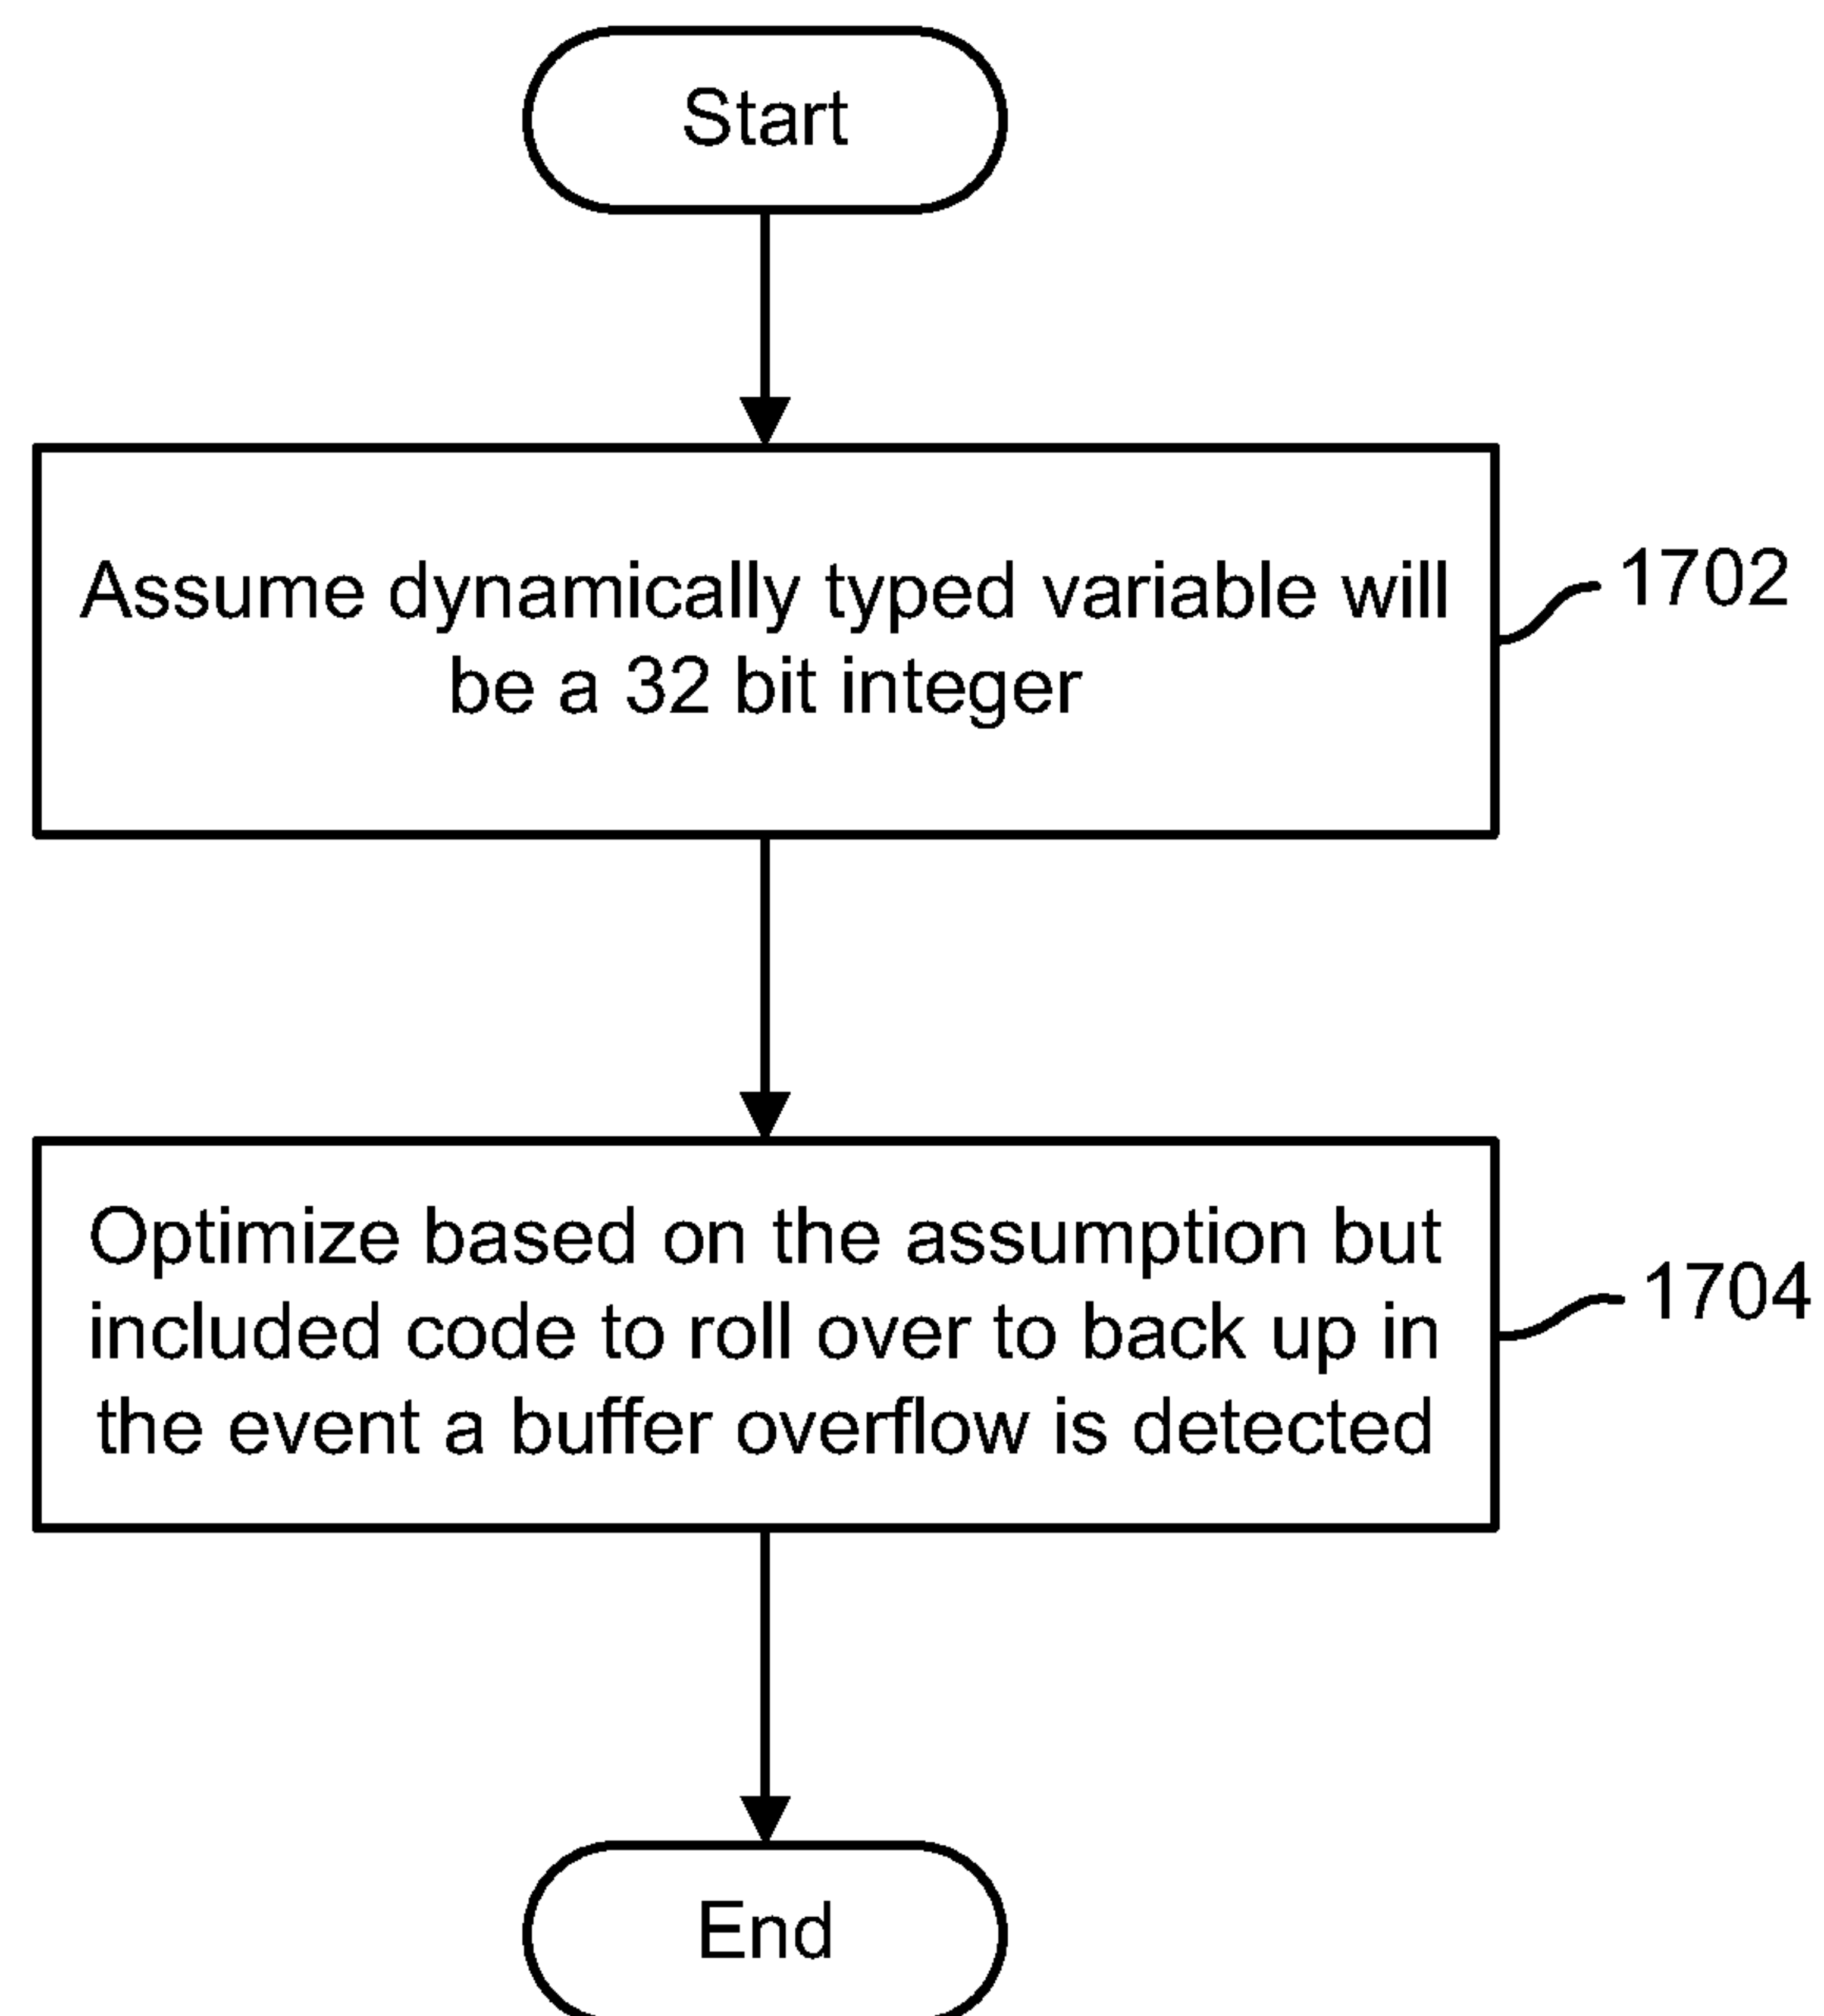 Start
Assume dynamically typed variable will
be a 32 bit integer
1702
Optimize based on the assumption but
included code to roll over to back up in
the event a buffer overflow is detected
1704
End